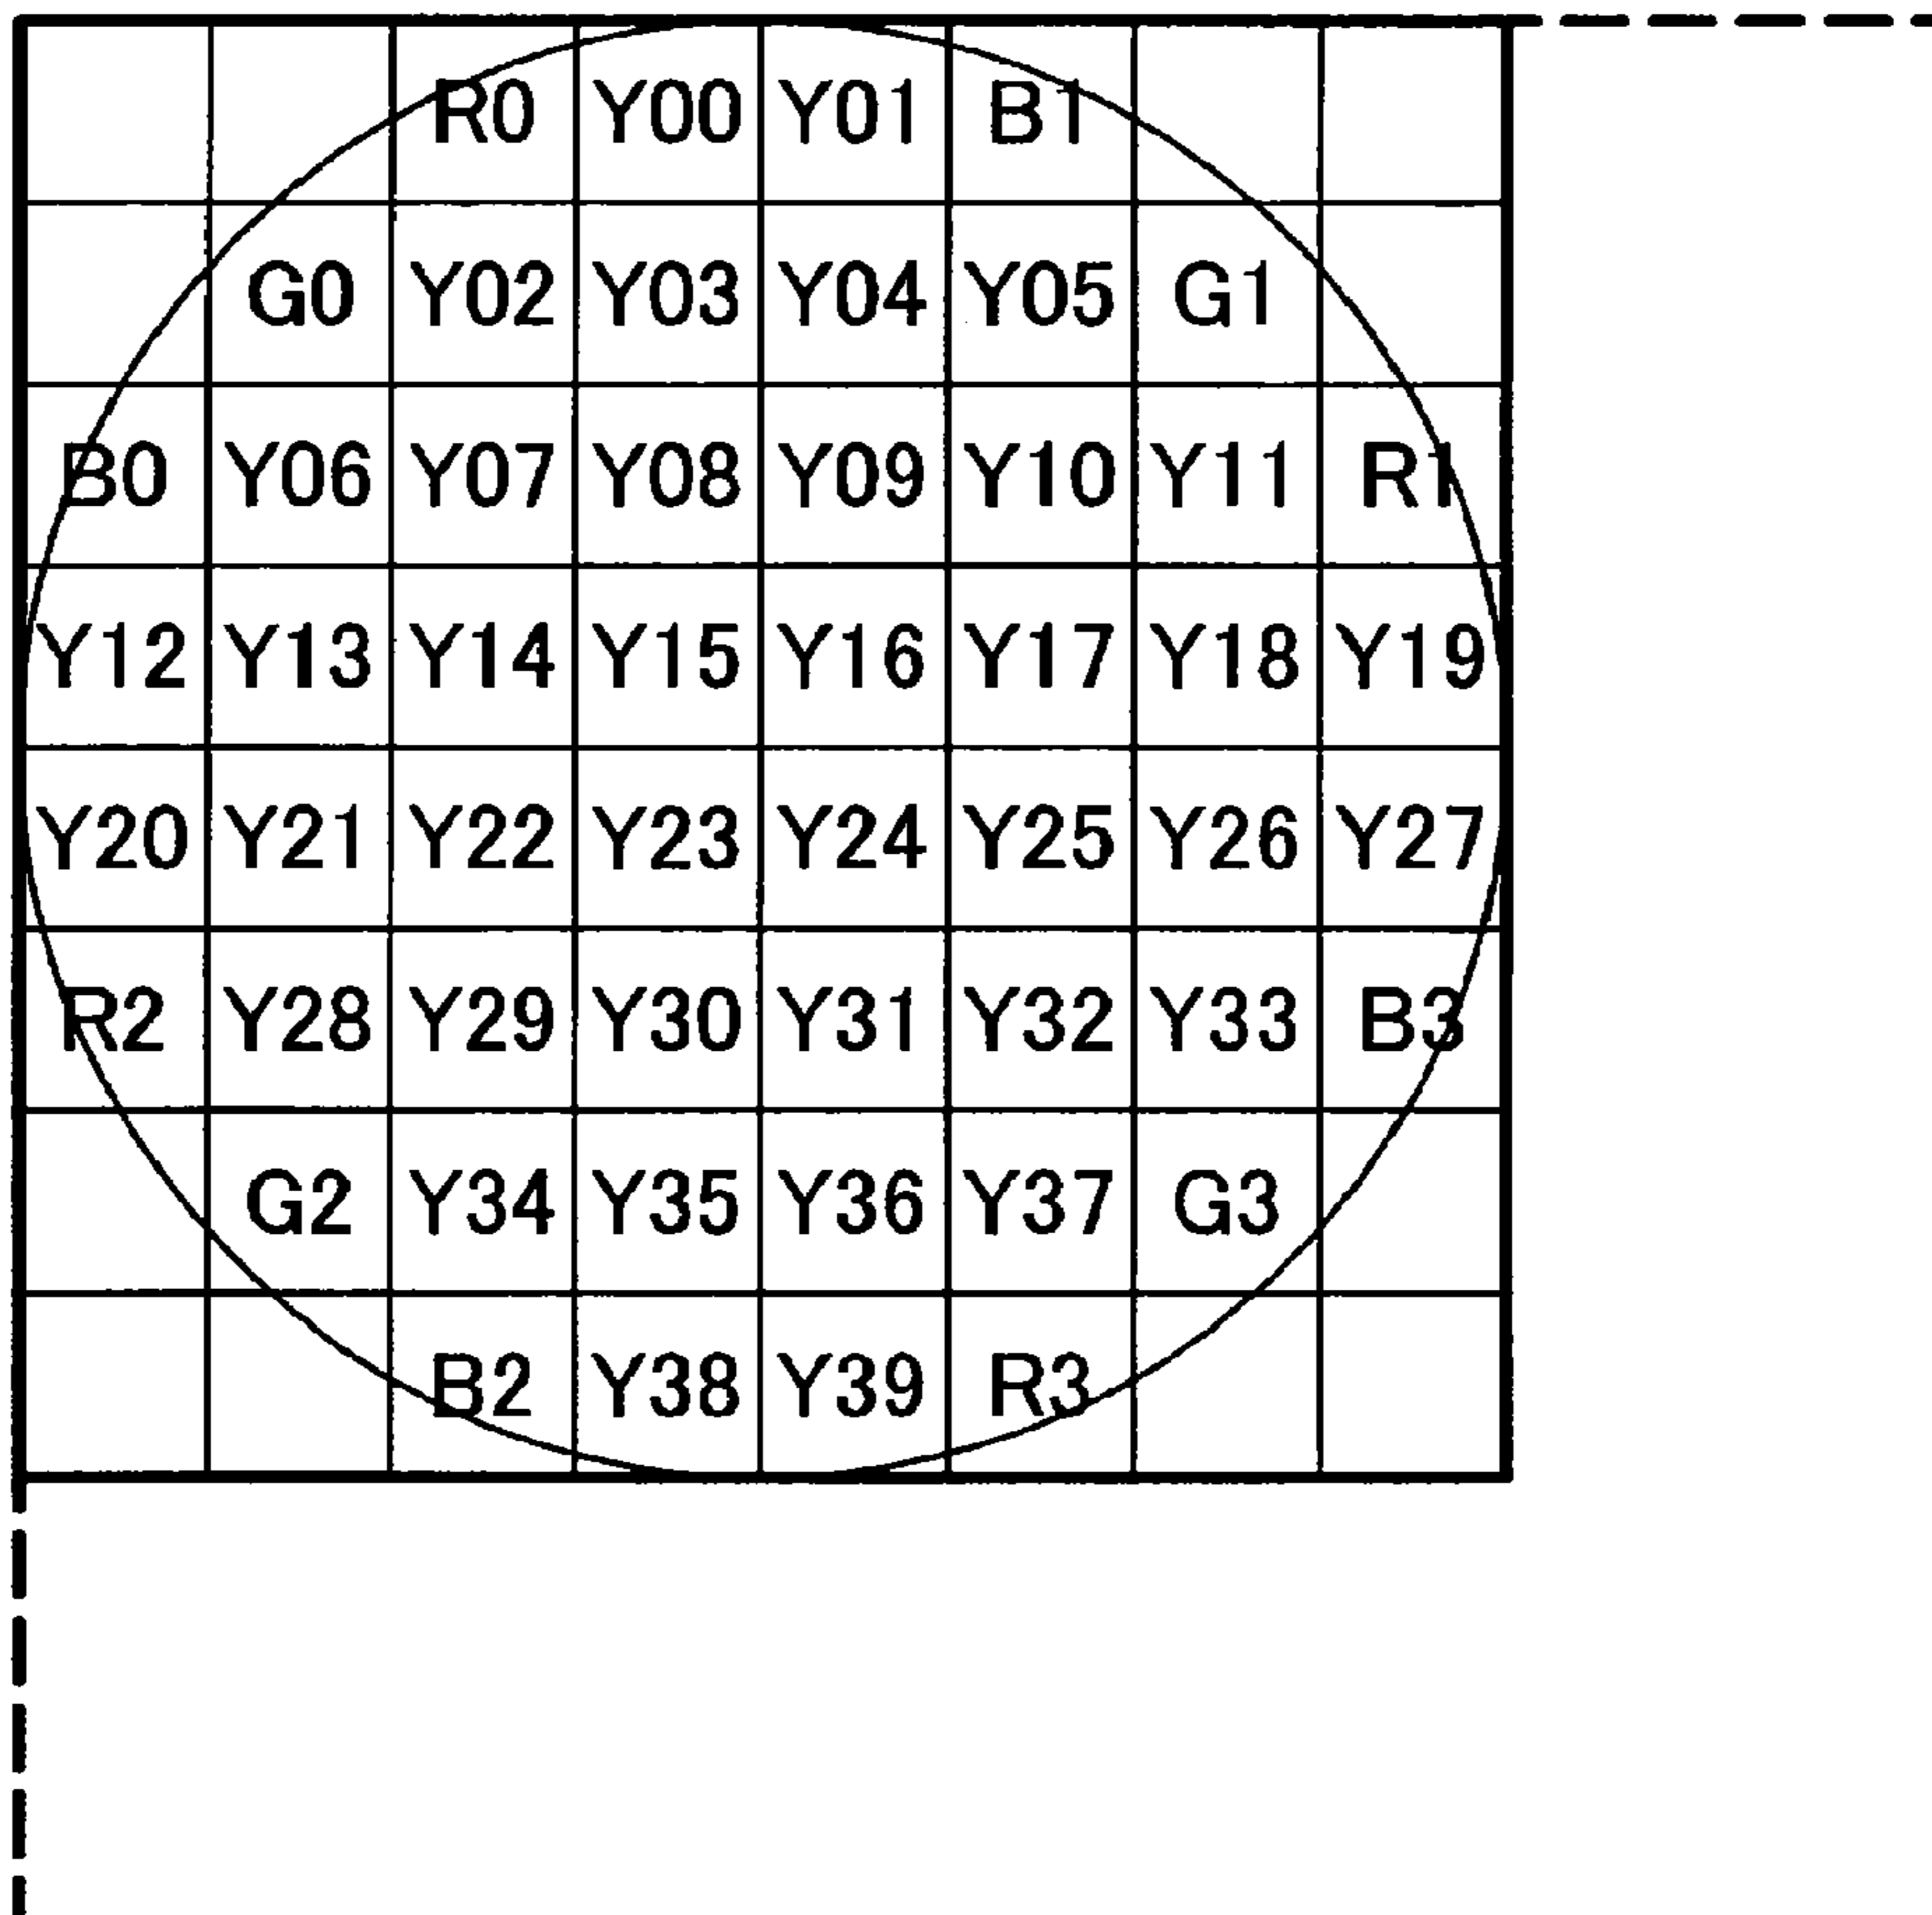 R0 Y00 Y01 B1
G0 Y02 Y03 Y04 Y05 G1
B0 Y06 Y07 Y08 Y09 Y10 Y11 R1
Y12 Y13 Y14 Y15 Y16 Y17 Y18 Y19
Y20 Y21 Y22 Y23 Y24 Y25 Y26 Y27
R2 Y28 Y29 Y30 Y31 Y32 Y33 B3
G2 Y34 Y35 Y36 Y37 G3
B2 Y38 Y39 R3